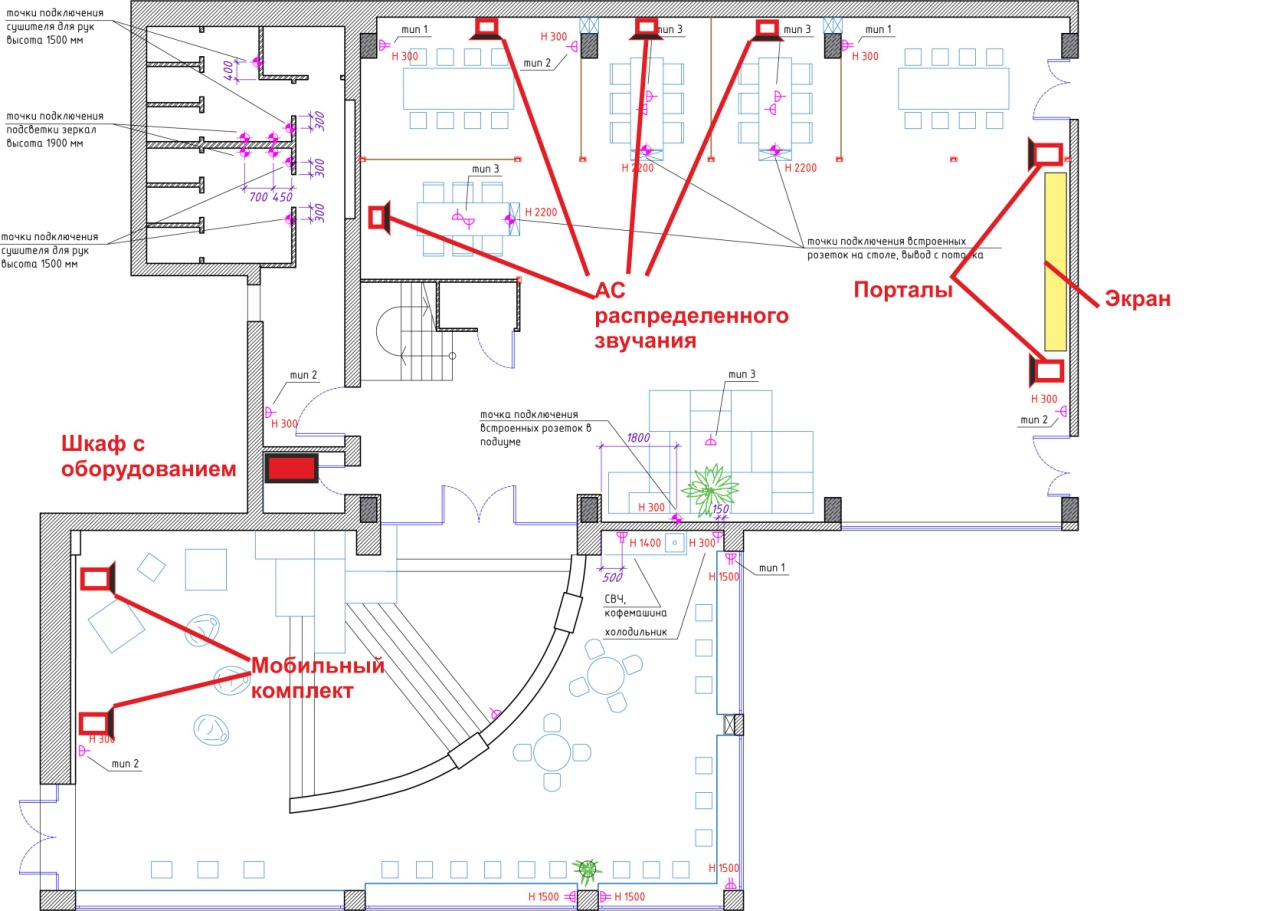 точки подключения
сушителя для рук
высота 1500 мм
400
300
точки подключения
подсветки зеркал
высота 1900 мм
300
700
450
300
точки подключения
сушителя для рук
высота 1500 мм
тип 1
H 300
H 300
тип 2
тип 3
тип 3
тип 1
H 300
H 2200
H 2200
тип 3
H 2200
точки подключения встроенных
розеток на столе, вывод с потолка
АС
распределенного
звучания
Порталы
Экран
H 300
тип 2
тип 2
H 300
Шкаф с
оборудованием
точка подключения
встроенных розеток в
подиуме
1800
тип 3
H 300
150
H 1400
H 300
500
H 1500
тип 1
СВЧ,
кофемашина
холодильник
Мобильный
комплект
H 300
тип 2
H 1500
H 1500
H 1500